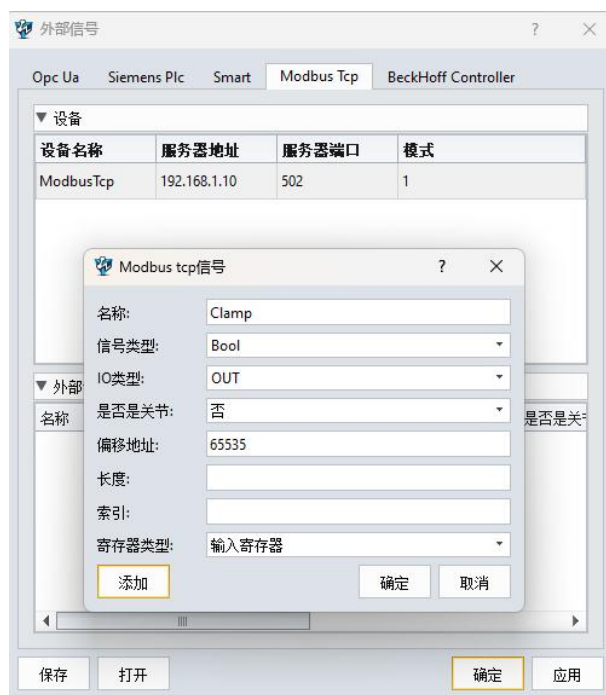 外部信号
Opc Ua Siemens Plc Smart Modbus Tcp BeckHoff Controller
设备
设备名称 服务器地址 服务器端口 模式
ModbusTcp 192.168.1.10 502 1
Modbus tcp信号
名称: Clamp
信号类型: Bool
IO类型: OUT
外部
是否是关节: 否
名称
是否是关
偏移地址: 65535
长度:
索引:
寄存器类型: 输入寄存器
添加 确定 取消
保存 打开 确定 应用